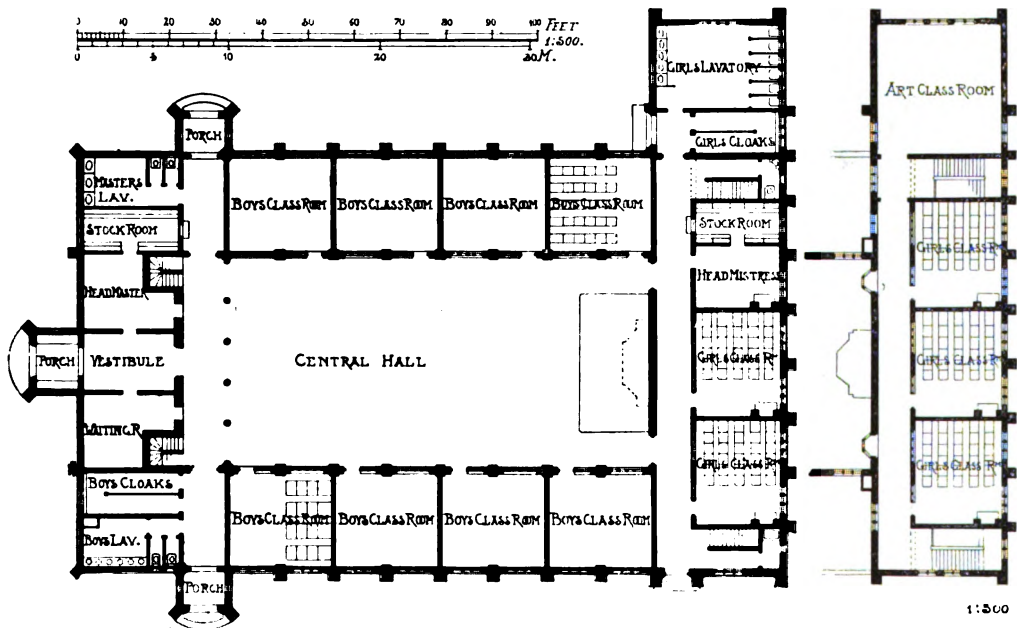 0 10 20 30 40 50 60 70 80 90 100 FEET
1:500.
0 5 10 20 30 M.
GIRLS LAVATORY
ART CLASS ROOM
PORCH
GIRLS CLOAKS
MASTERS
LAV.
BOYS CLASS ROOM BOYS CLASS ROOM BOYS CLASS ROOM BOYS CLASS ROOM
STOCK ROOM
STOCK ROOM
GIRLS CLASS RM
HEAD MASTER
HEAD MISTRESS
PORCH
VESTIBULE
CENTRAL HALL
GIRLS CLASS RM
GIRLS CLASS RM
WAITING R.
GIRLS CLASS RM
GIRLS CLASS RM
BOYS CLOAKS
BOYS CLASS ROOM BOYS CLASS ROOM BOYS CLASS ROOM BOYS CLASS ROOM
BOYS LAV.
PORCH
1:500